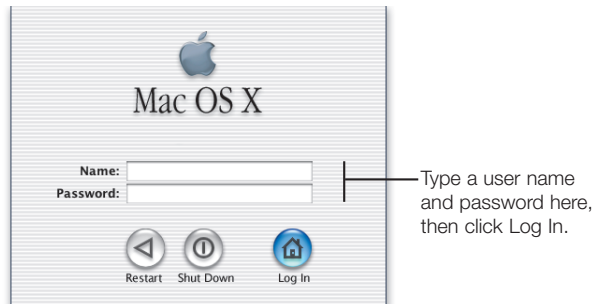 Mac OS X
Name:
Password:
Type a user name
and password here,
then click Log In.
Restart Shut Down Log In